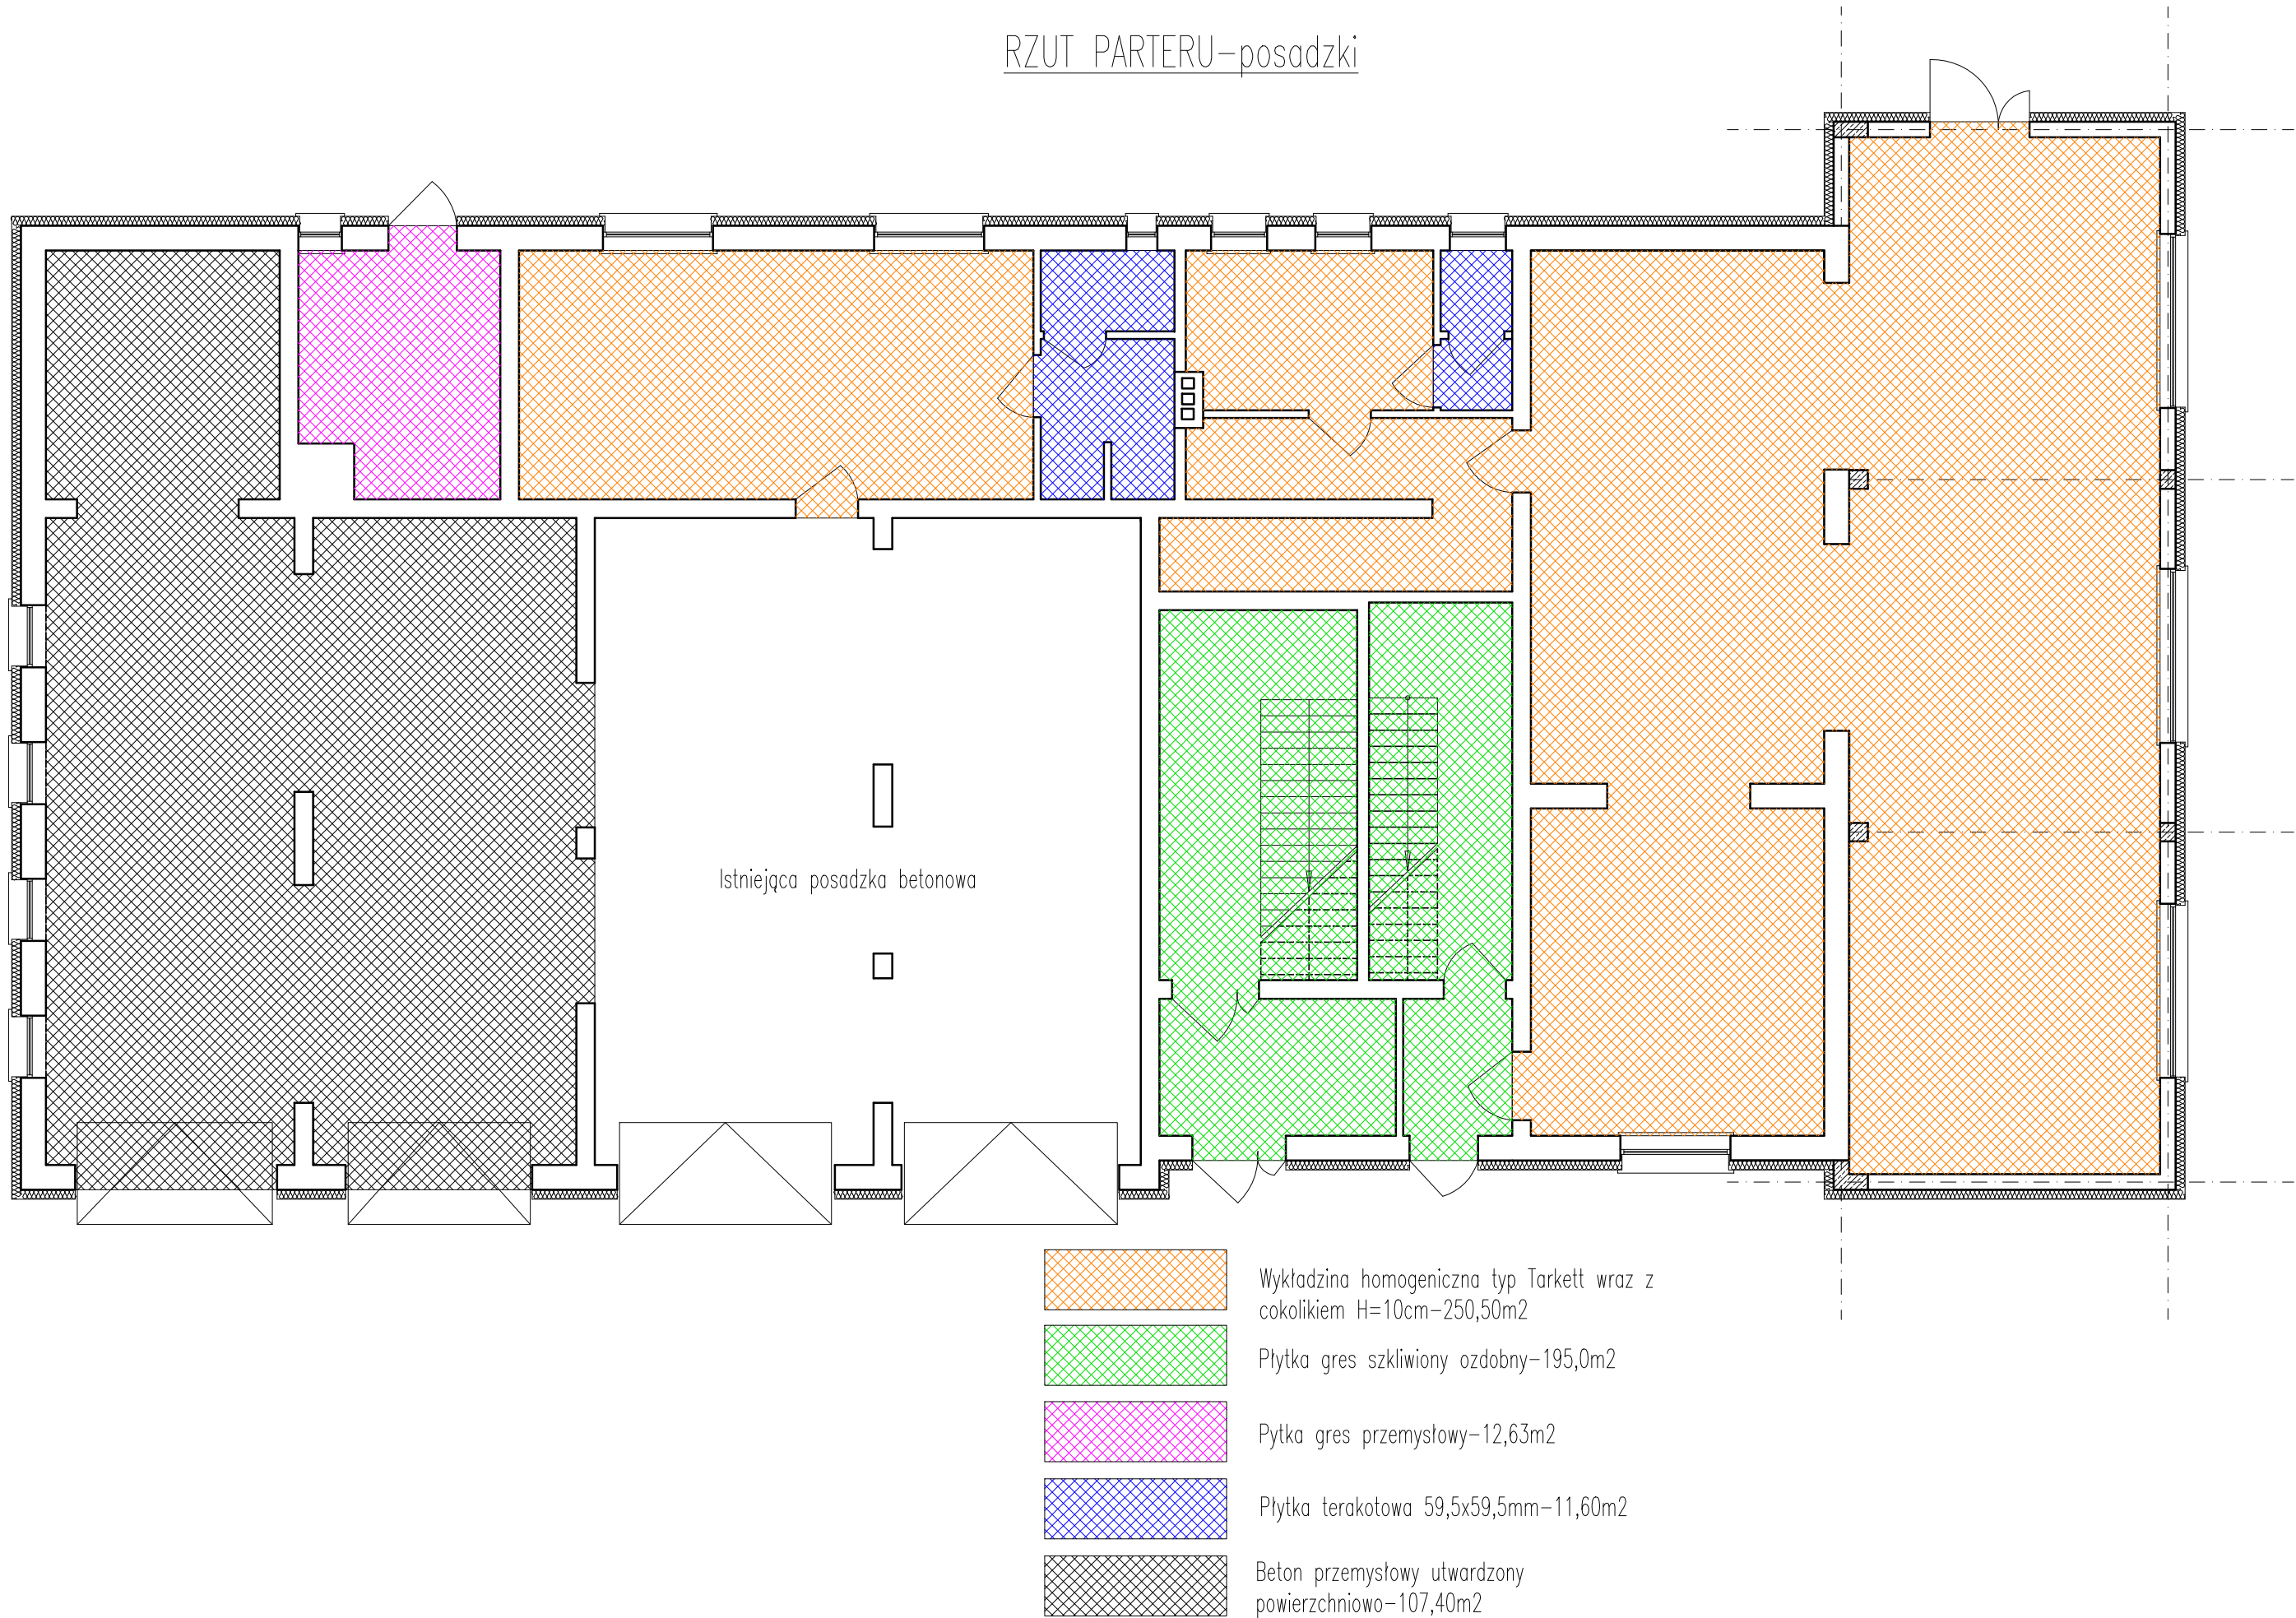 RZUT PARTERU-posadzki
Istniejąca posadzka betonowa
Wykładzina homogeniczna typ Tarkett wraz z
cokolikiem H=10cm-250,50m2
Płytka gres szkliwiony ozdobny-195,0m2
Pytka gres przemysłowy-12,63m2
Płytka terakotowa 59,5x59,5mm-11,60m2
Beton przemysłowy utwardzony
powierzchniowo-107,40m2